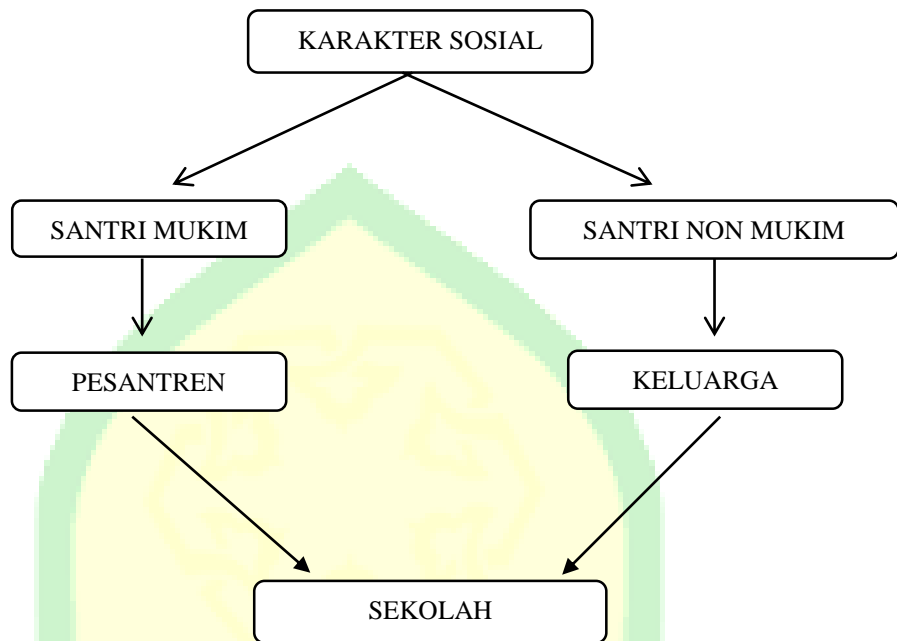 KARAKTER SOSIAL
SANTRI MUKIM
SANTRI NON MUKIM
PESANTREN
KELUARGA
SEKOLAH